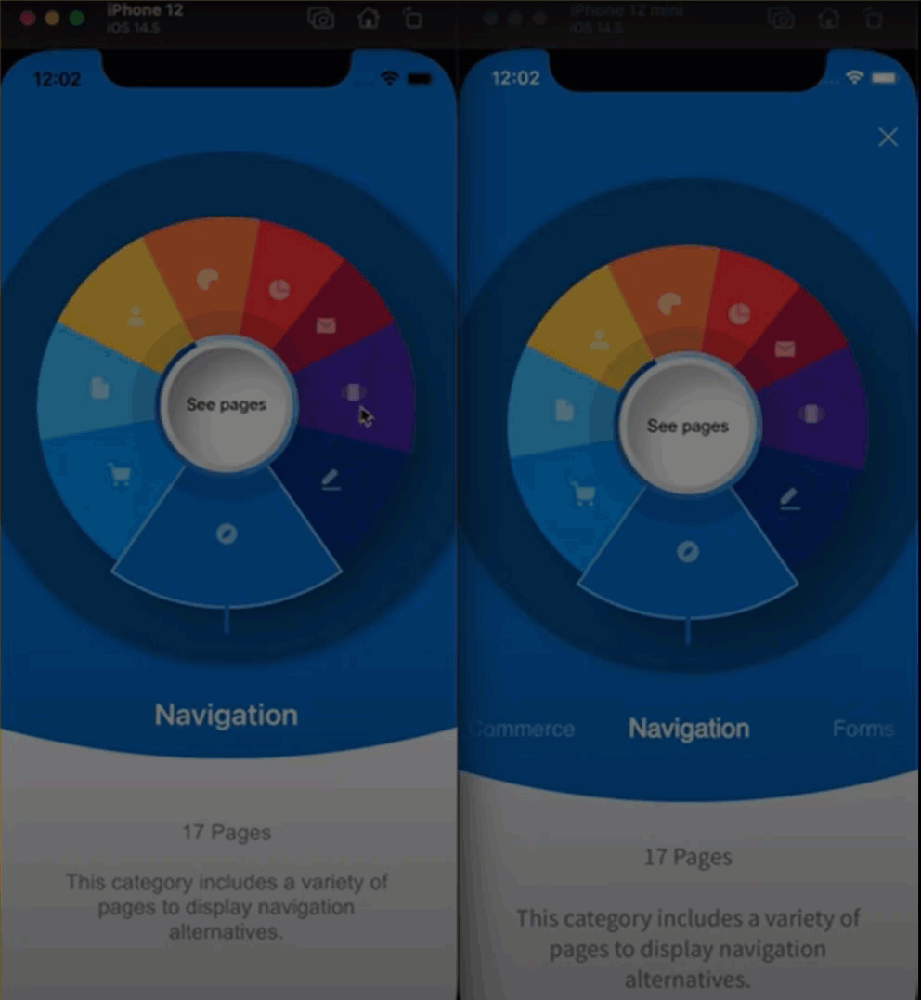 iPhone 12
iOS 14.5
12:02
See pages
Navigation
17 Pages
This category includes a variety of
pages to display navigation
alternatives.
iPhone 12 mini
iOS 14.5
12:02
See pages
Commerce Navigation Forms
17 Pages
This category includes a variety of
pages to display navigation
alternatives.